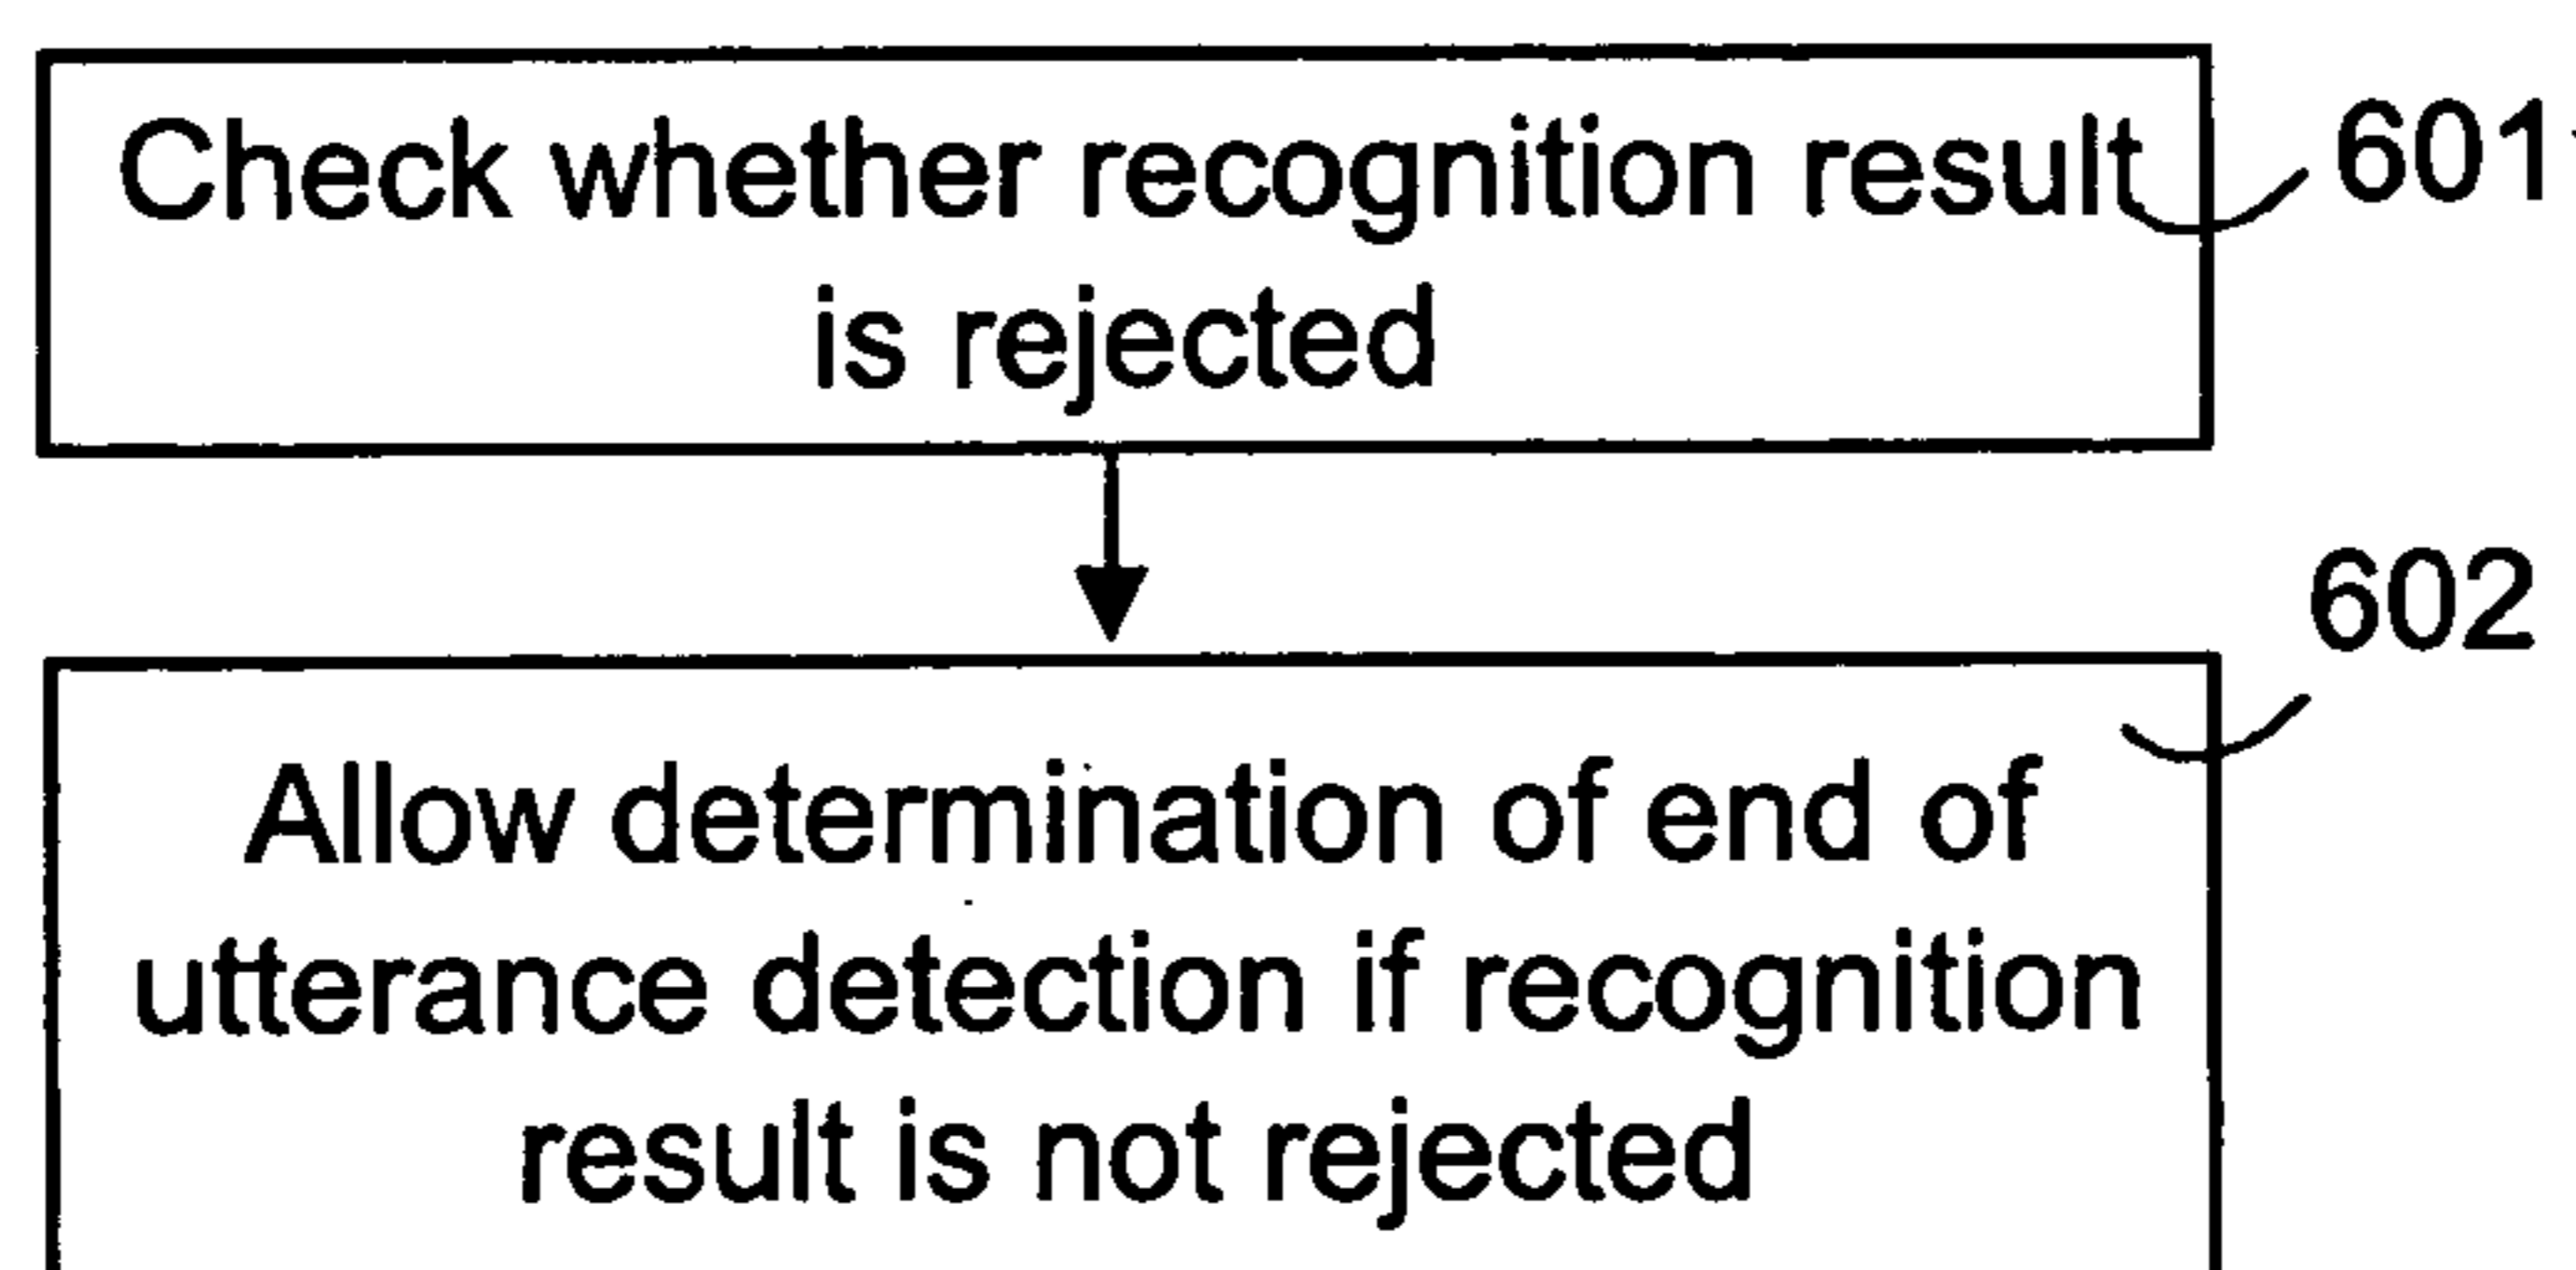 Check whether recognition result
is rejected
601
602
Allow determination of end of
utterance detection if recognition
result is not rejected